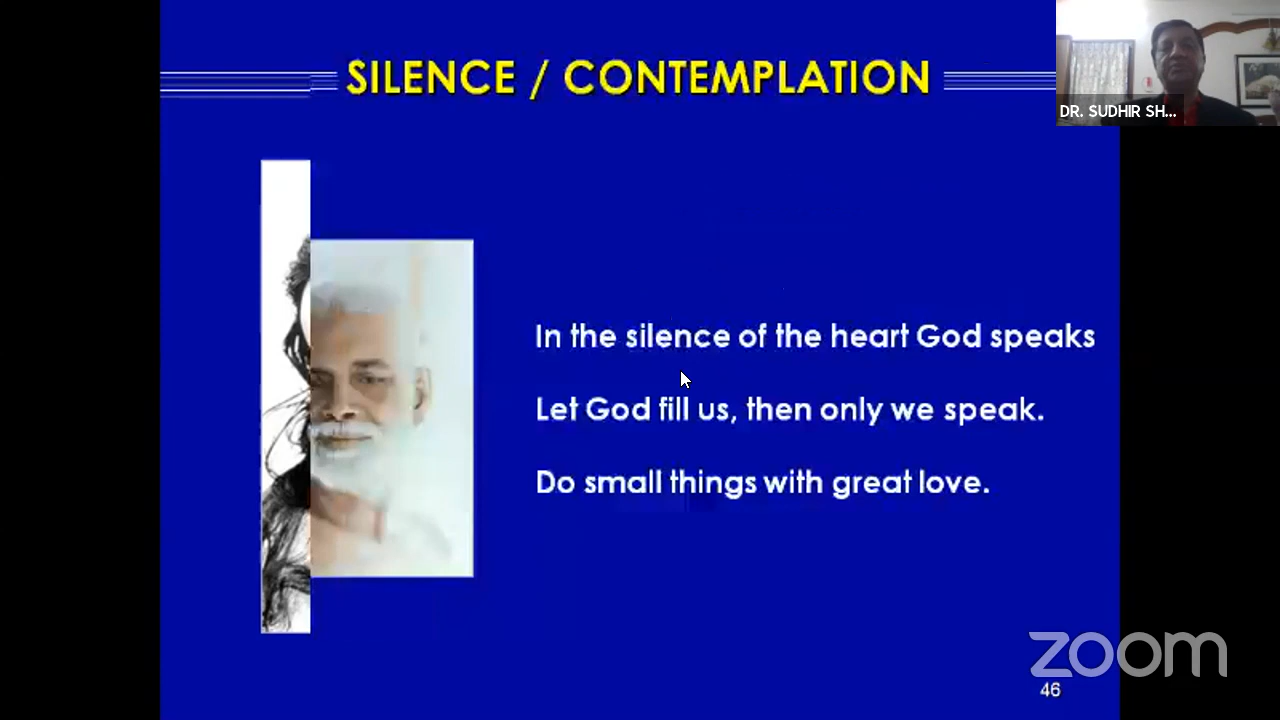 SILENCE / CONTEMPLATION
DR. SUDHIR SH...
In the silence of the heart God speaks
Let God fill us, then only we speak.
Do small things with great love.
zoom
46